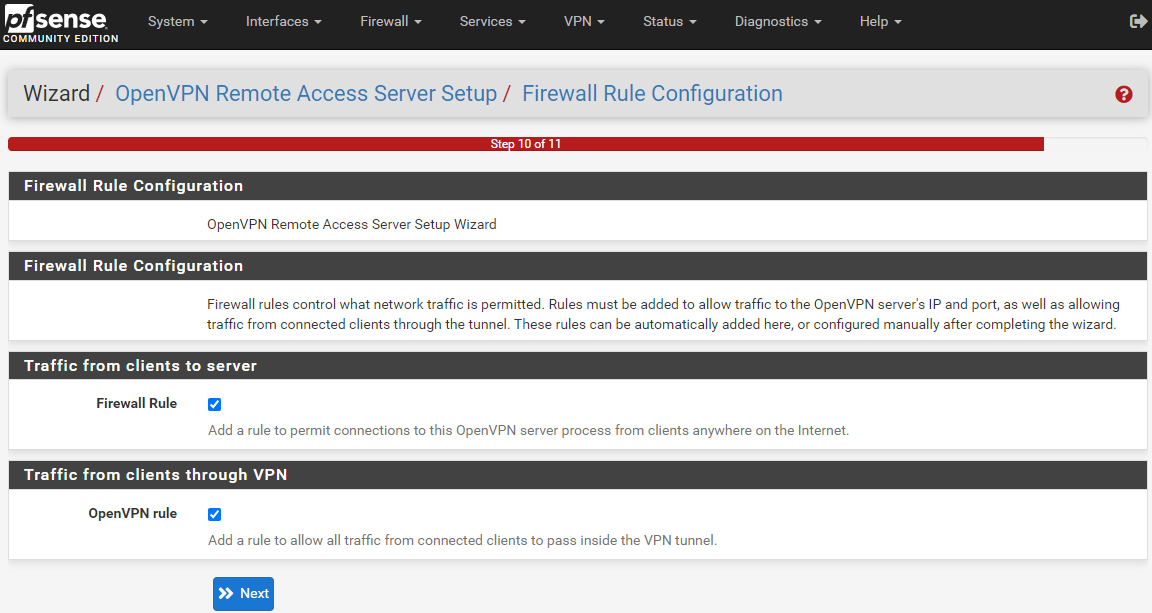 pfsense
COMMUNITY EDITION
System
Interfaces
Firewall
Services
VPN
Status
Diagnostics
Help
Wizard / OpenVPN Remote Access Server Setup / Firewall Rule Configuration
?
Step 10 of 11
Firewall Rule Configuration
OpenVPN Remote Access Server Setup Wizard
Firewall Rule Configuration
Firewall rules control what network traffic is permitted. Rules must be added to allow traffic to the OpenVPN server's IP and port, as well as allowing
traffic from connected clients through the tunnel. These rules can be automatically added here, or configured manually after completing the wizard.
Traffic from clients to server
Firewall Rule
Add a rule to permit connections to this OpenVPN server process from clients anywhere on the Internet.
Traffic from clients through VPN
OpenVPN rule
Add a rule to allow all traffic from connected clients to pass inside the VPN tunnel.
Next